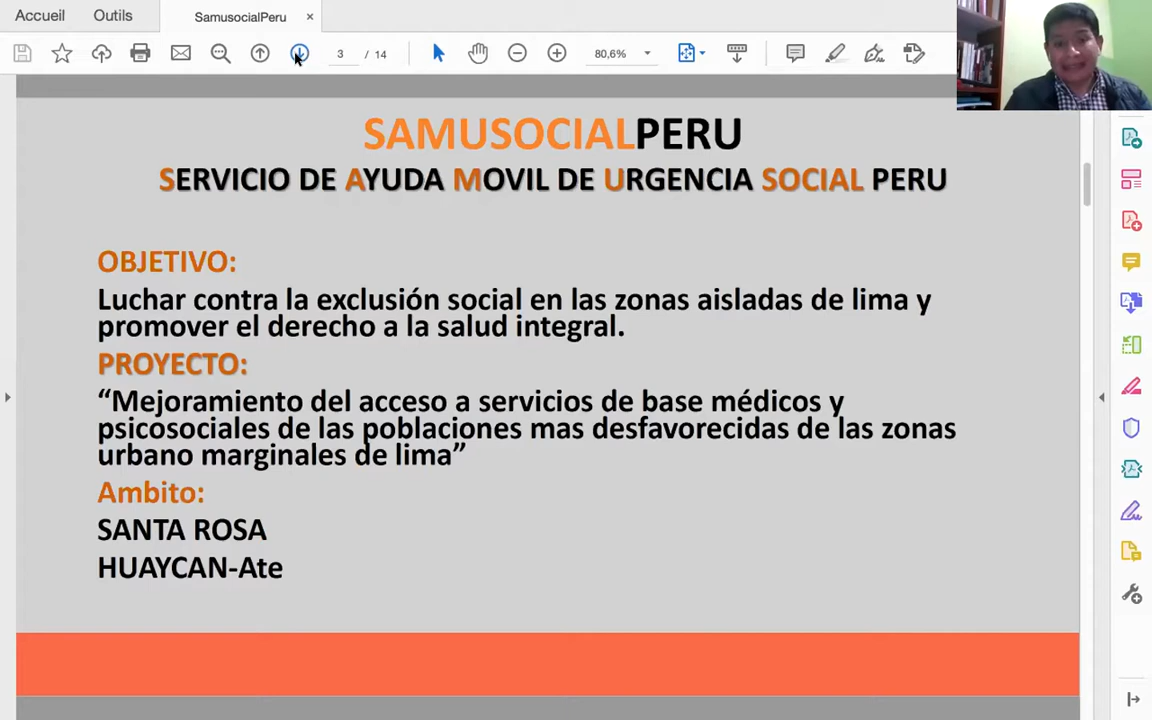 Accueil
Outils
SamusocialPeru
×
3 / 14
80,6%
SAMUSOCIALPERU
SERVICIO DE AYUDA MOVIL DE URGENCIA SOCIAL PERU
OBJETIVO:
Luchar contra la exclusión social en las zonas aisladas de lima y
promover el derecho a la salud integral.
PROYECTO:
“Mejoramiento del acceso a servicios de base médicos y
psicosociales de las poblaciones mas desfavorecidas de las zonas
urbano marginales de lima”
Ambito:
SANTA ROSA
HUAYCAN-Ate